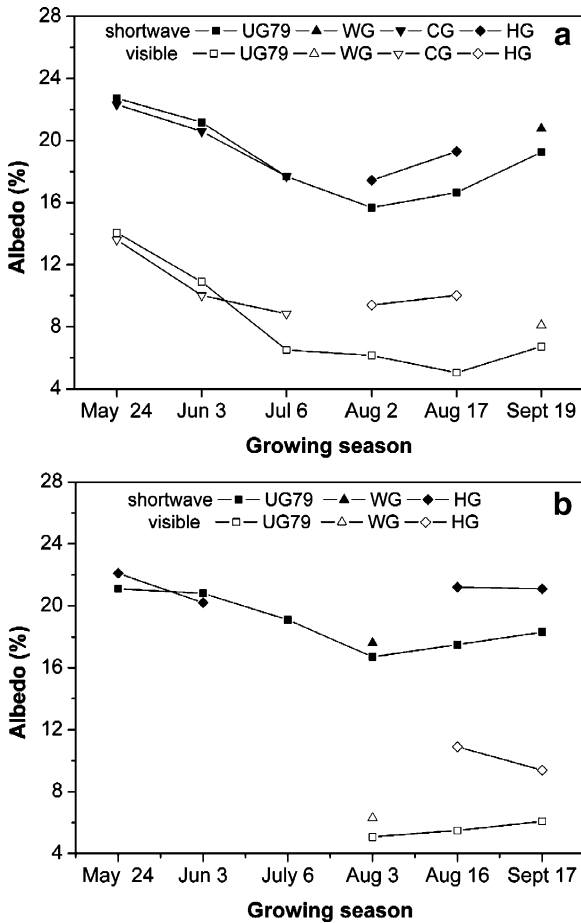 a
shortwave UG79 WG CG HG
visible UG79 WG CG HG
28
24
20
16
12
8
4
Albedo (%)
May 24 Jun 3 Jul 6 Aug 2 Aug 17 Sept 19
Growing season
b
shortwave UG79 WG HG
visible UG79 WG HG
28
24
20
16
12
8
4
Albedo (%)
May 24 Jun 3 July 6 Aug 3 Aug 16 Sept 17
Growing season